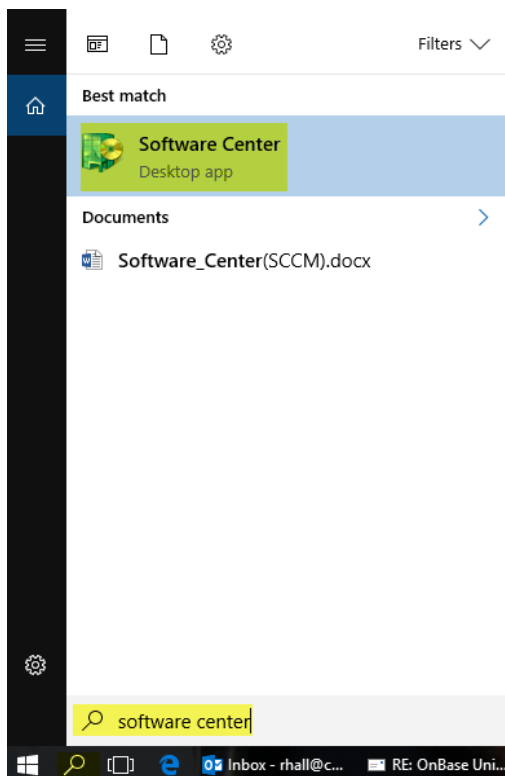 Filters
Best match
Software Center
Desktop app
Documents
Software_Center(SCCM).docx
software center
Inbox - rhall@c... RE: OnBase Uni...